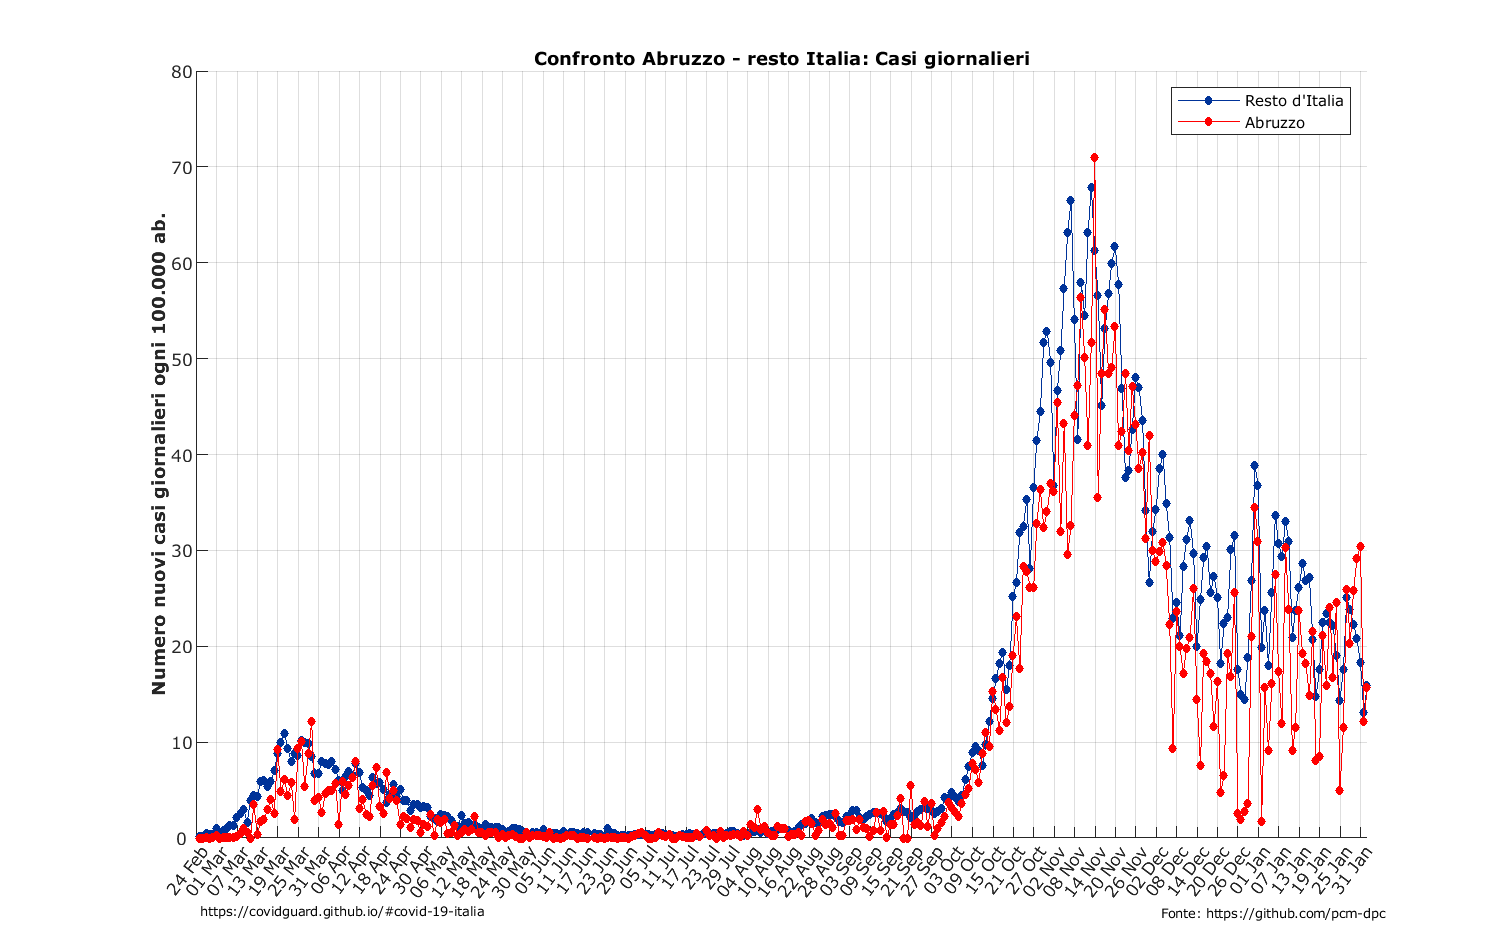 Confronto Abruzzo - resto Italia: Casi giornalieri
Numero nuovi casi giornalieri ogni 100.000 ab.
80
70
60
50
40
30
20
10
0
Resto d'Italia
Abruzzo
24 Feb
01 Mar
07 Mar
13 Mar
19 Mar
25 Mar
31 Mar
06 Apr
12 Apr
18 Apr
24 Apr
30 Apr
06 May
12 May
18 May
24 May
30 May
05 Jun
11 Jun
17 Jun
23 Jun
29 Jun
05 Jul
11 Jul
17 Jul
23 Jul
29 Jul
04 Aug
10 Aug
16 Aug
22 Aug
28 Aug
03 Sep
09 Sep
15 Sep
21 Sep
27 Sep
03 Oct
09 Oct
15 Oct
21 Oct
27 Oct
02 Nov
08 Nov
14 Nov
20 Nov
26 Nov
02 Dec
08 Dec
14 Dec
20 Dec
26 Dec
01 Jan
07 Jan
13 Jan
19 Jan
25 Jan
31 Jan
https://covidguard.github.io/#covid-19-italia
Fonte: https://github.com/pcm-dpc